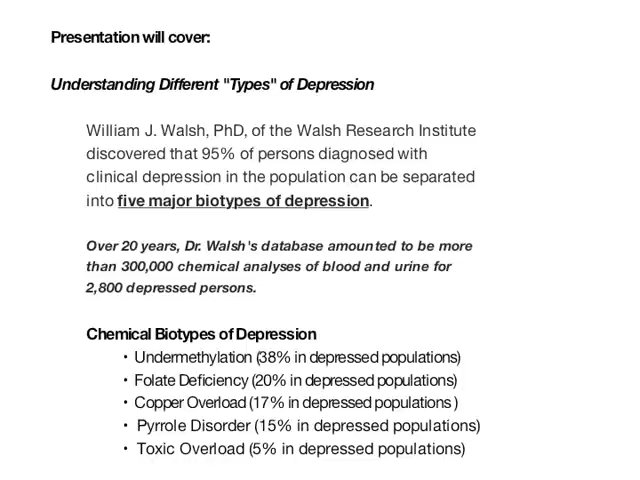 Presentation will cover:
Understanding Different "Types" of Depression
William J. Walsh, PhD, of the Walsh Research Institute
discovered that 95% of persons diagnosed with
clinical depression in the population can be separated
into five major biotypes of depression.
Over 20 years, Dr. Walsh's database amounted to be more
than 300,000 chemical analyses of blood and urine for
2,800 depressed persons.
Chemical Biotypes of Depression
• Undermethylation (38% in depressed populations)
• Folate Deficiency (20% in depressed populations)
• Copper Overload (17% in depressed populations )
• Pyrrole Disorder (15% in depressed populations)
• Toxic Overload (5% in depressed populations)